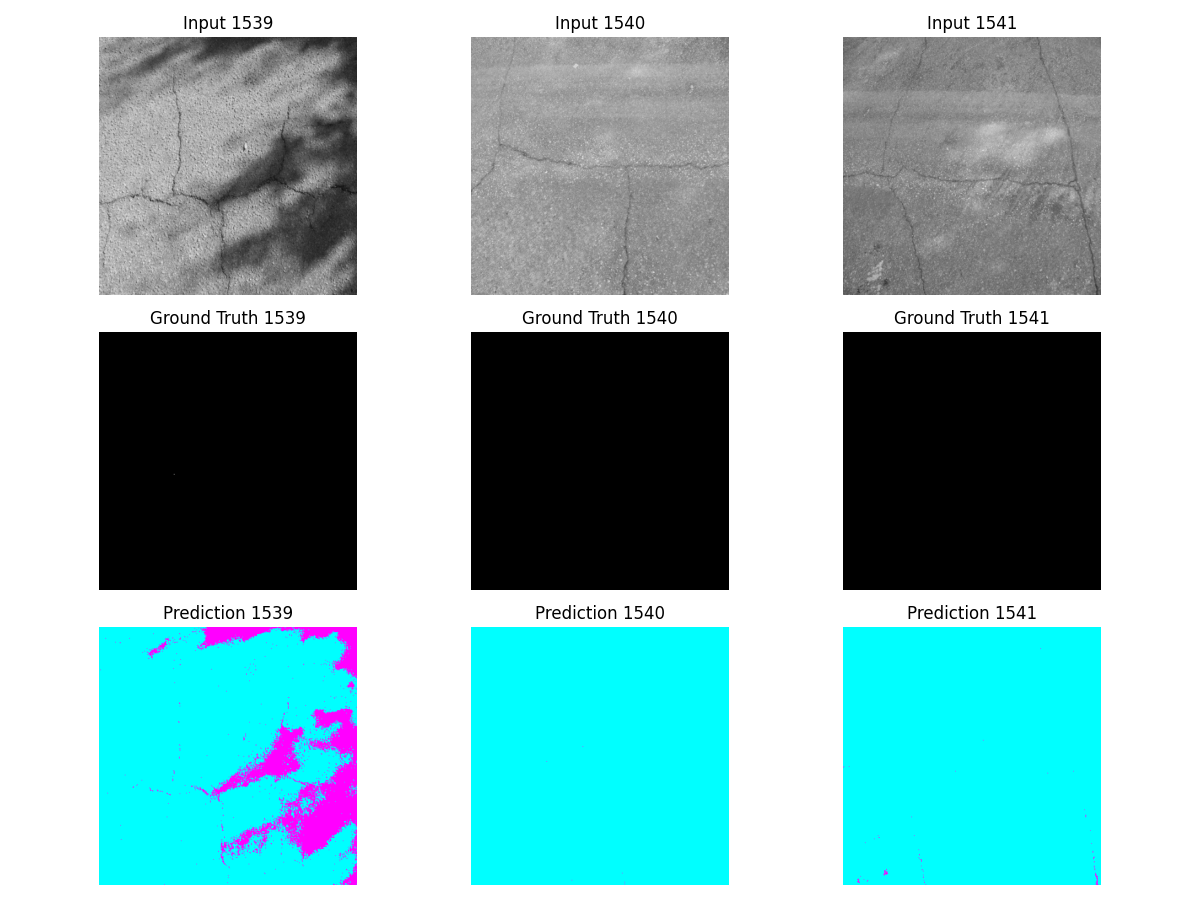 Input 1539
Input 1540
Input 1541
Ground Truth 1539
Ground Truth 1540
Ground Truth 1541
Prediction 1539
Prediction 1540
Prediction 1541